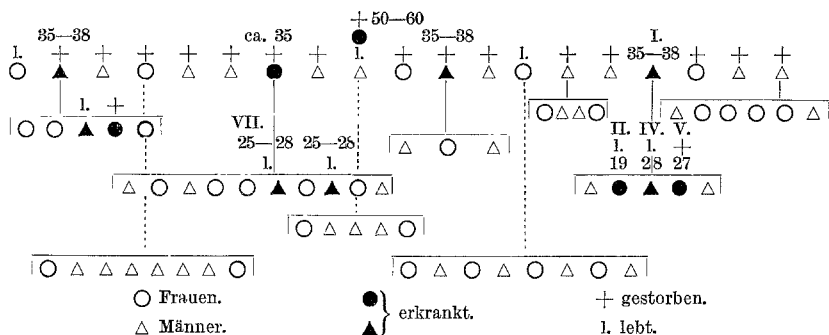 + 50—60
35—38 ca. 35 35—38 I.
l. + + + + + + + l. + + + l. + + 35—38 + + +
l. +
VII. II. IV. V.
25—28 25—28 l. l. +
l. l. 19 28 27
Frauen. erkrankt. + gestorben.
Männer. l. lebt.